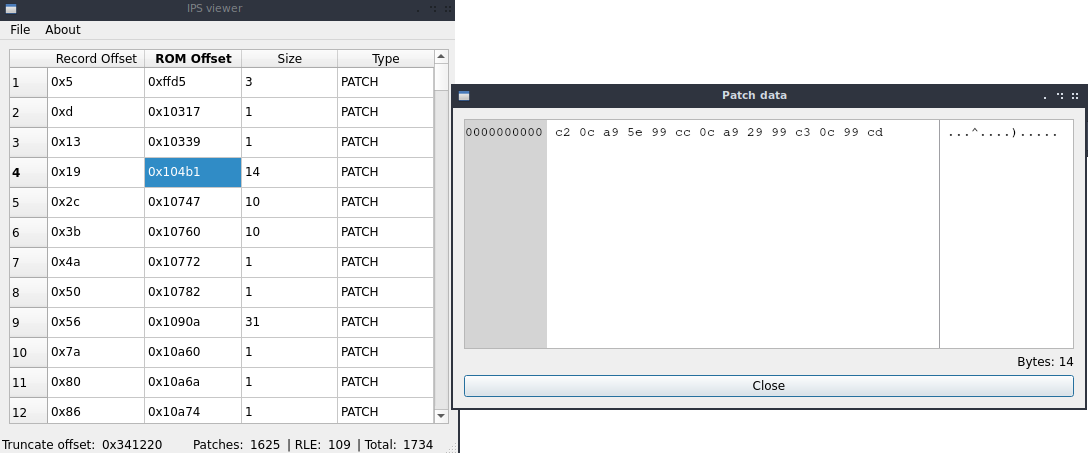 IPS viewer
File About
Record Offset ROM Offset Size Type
1 0x5 0xffd5 3 PATCH
2 0xd 0x10317 1 PATCH
3 0x13 0x10339 1 PATCH
4 0x19 0x104b1 14 PATCH
5 0x2c 0x10747 10 PATCH
6 0x3b 0x10760 10 PATCH
7 0x4a 0x10772 1 PATCH
8 0x50 0x10782 1 PATCH
9 0x56 0x1090a 31 PATCH
10 0x7a 0x10a60 1 PATCH
11 0x80 0x10a6a 1 PATCH
12 0x86 0x10a74 1 PATCH
Truncate offset: 0x341220 Patches: 1625 | RLE: 109 | Total: 1734
Patch data
0000000000 c2 0c a9 5e 99 cc 0c a9 29 99 c3 0c 99 cd ...^....).....
Bytes: 14
Close